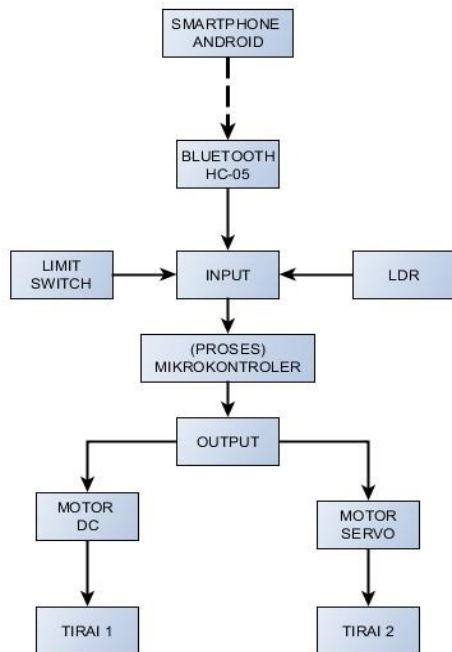 SMARTPHONE
ANDROID
BLUETOOTH
HC-05
LIMIT
SWITCH
INPUT
LDR
(PROSES)
MIKROKONTROLER
OUTPUT
MOTOR
DC
MOTOR
SERVO
TIRAI 1
TIRAI 2